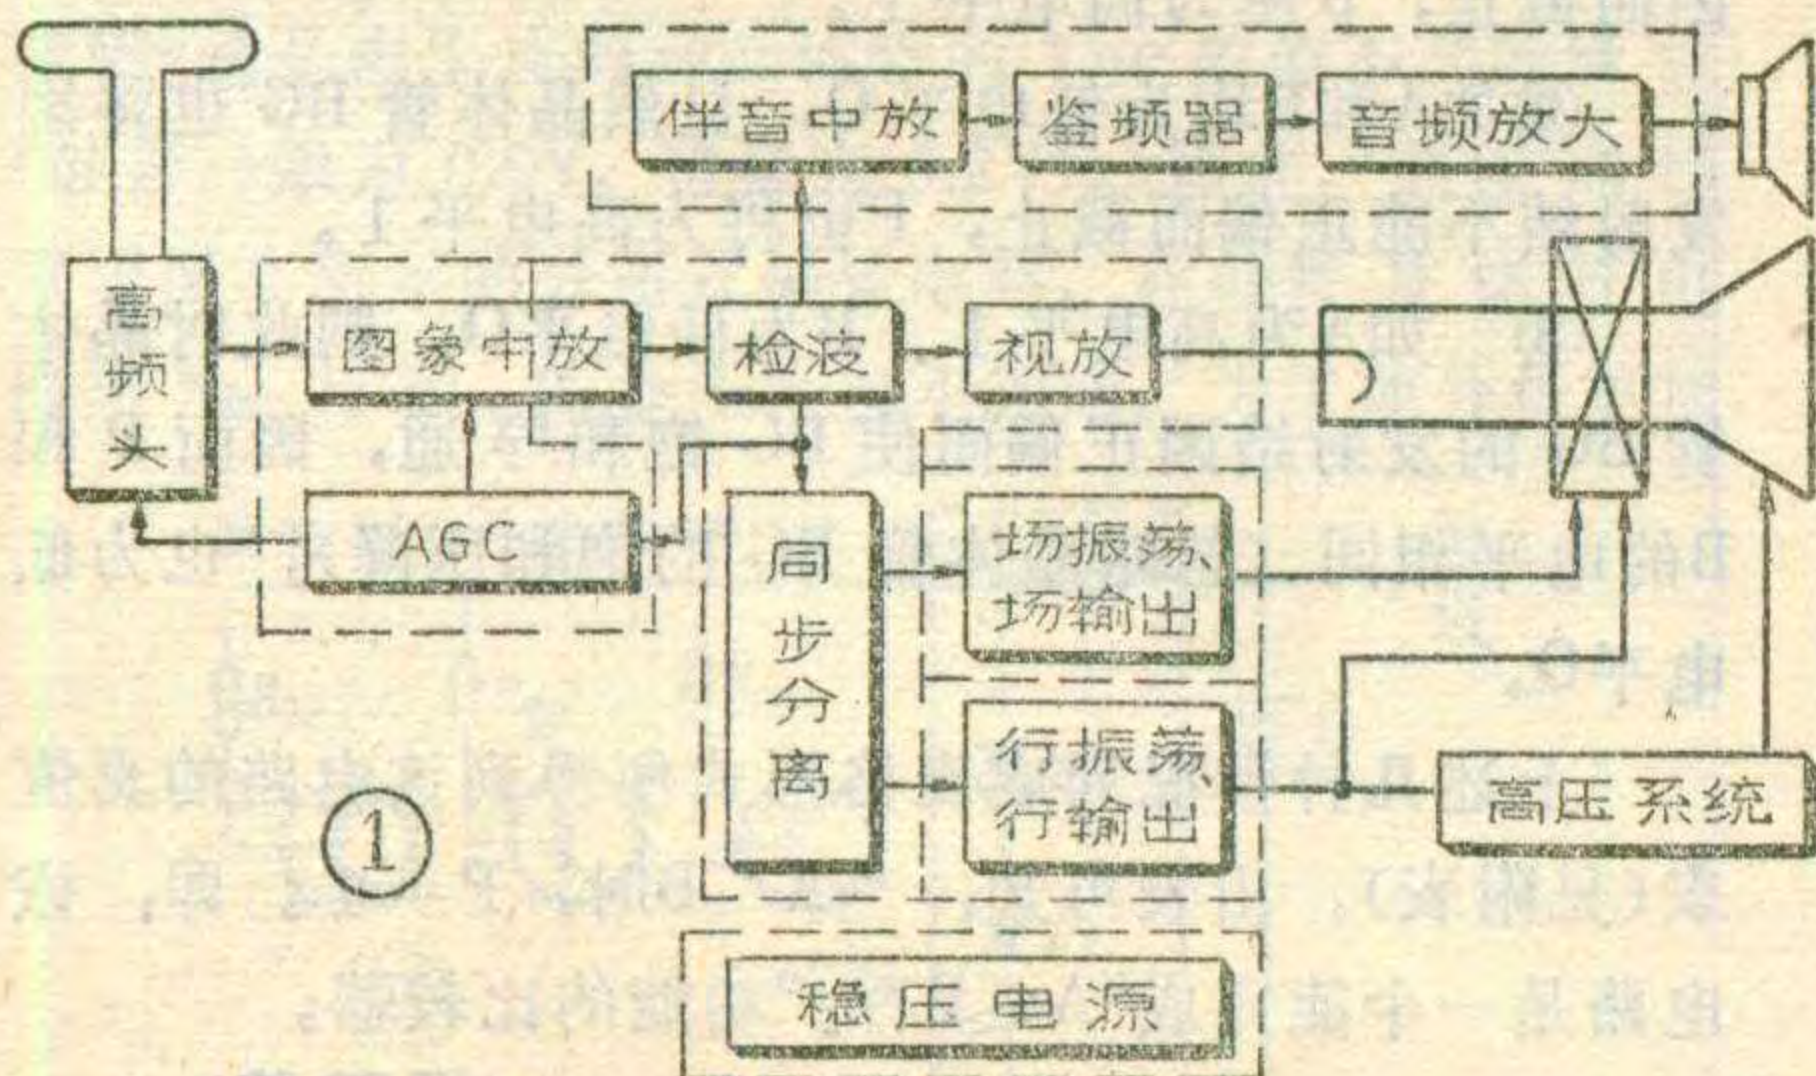 伴音中放
鉴频器
音频放大
高频头
图象中放
检波
视放
AGC
同步分离
场振荡、
场输出
行振荡、
行输出
高压系统
稳压电源
①